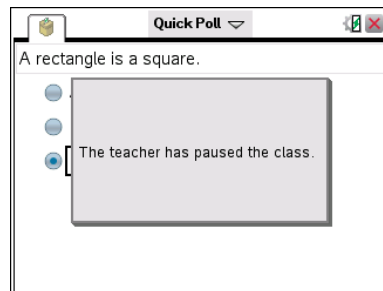 Quick Poll
A rectangle is a square.
The teacher has paused the class.